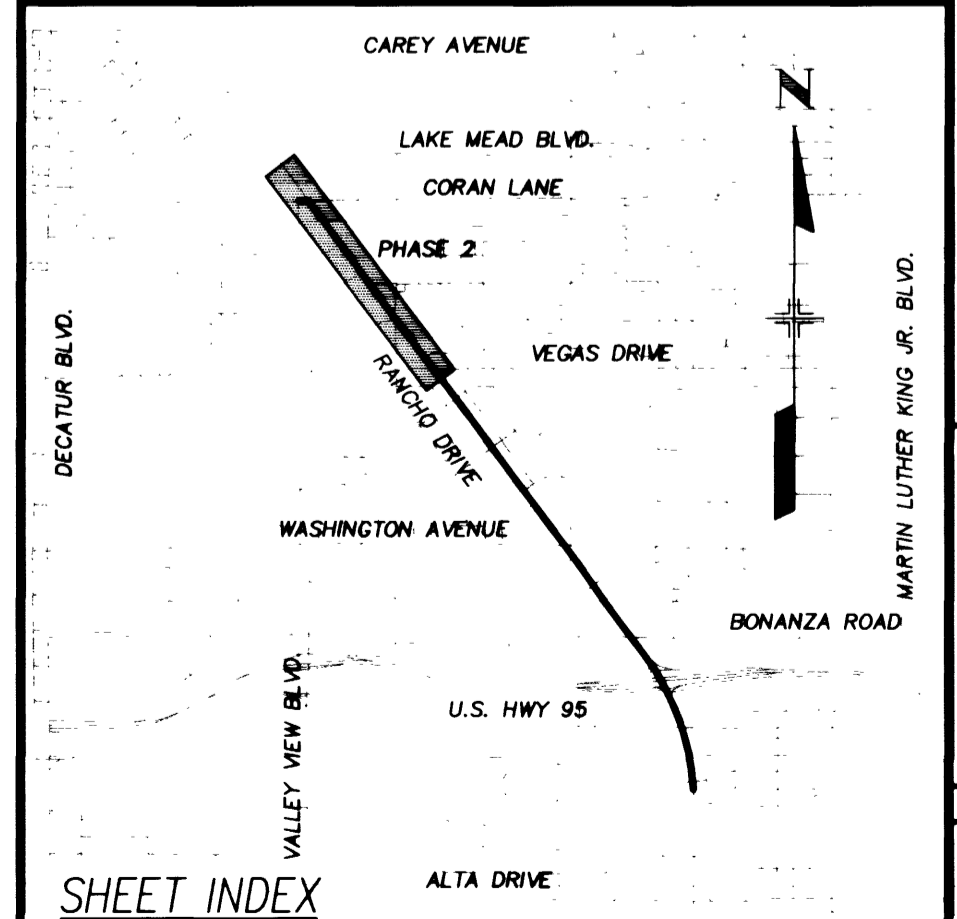 CAREY AVENUE
N
LAKE MEAD BLVD.
CORAN LANE
PHASE 2
DECATUR BLVD.
VEGAS DRIVE
RANCHO DRIVE
MARTIN LUTHER KING JR. BLVD.
WASHINGTON AVENUE
BONANZA ROAD
VALLEY VIEW BLVD.
U.S. HWY 95
ALTA DRIVE
SHEET INDEX